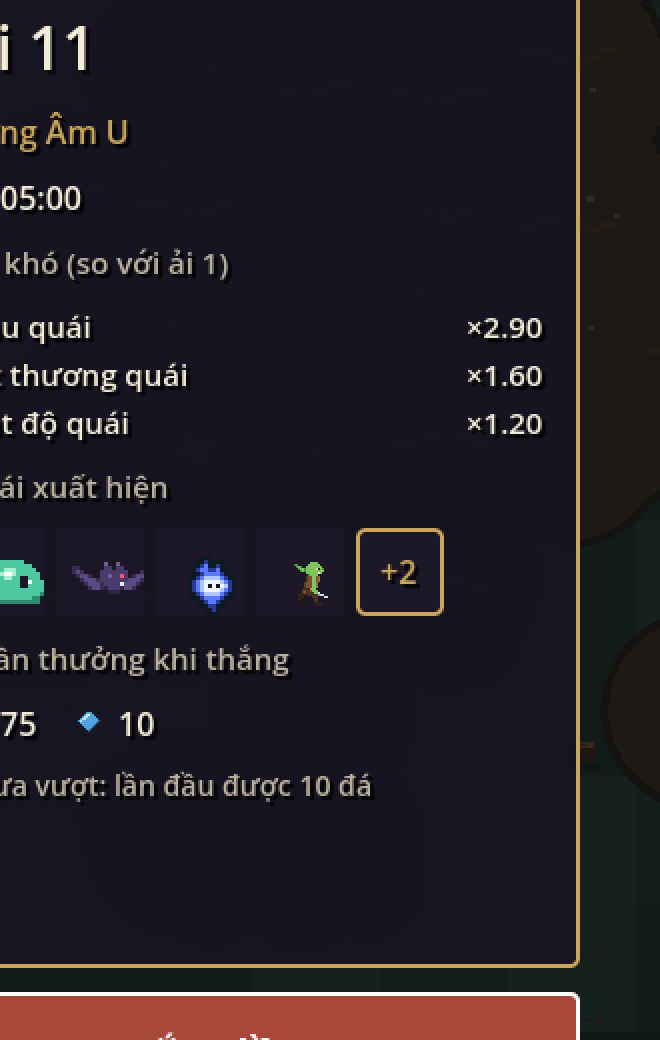 i 11
ng Âm U
05:00
khó (so với ải 1)
u quái ×2.90
t thương quái ×1.60
t độ quái ×1.20
ái xuất hiện
+2
ần thưởng khi thắng
75 10
ưa vượt: lần đầu được 10 đá